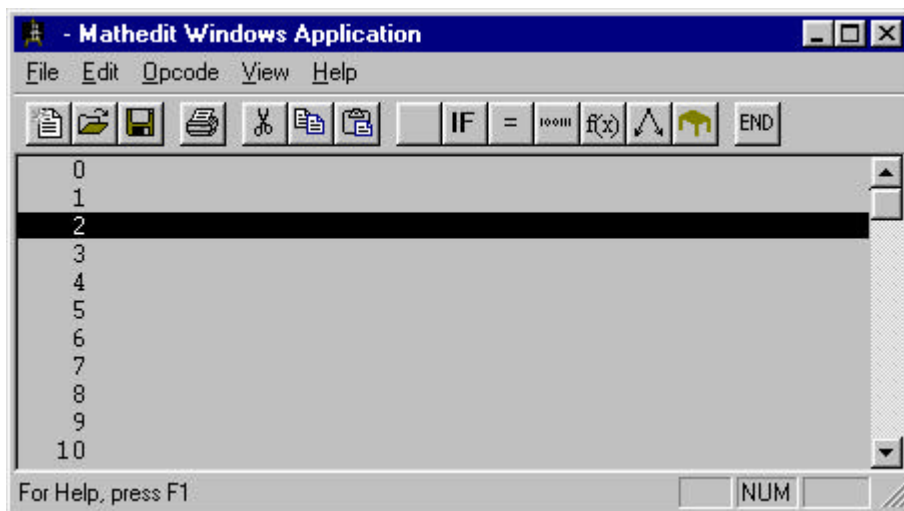 - Mathedit Windows Application
File Edit Opcode View Help
IF = 100111 f(x) END
0
1
2
3
4
5
6
7
8
9
10
For Help, press F1 NUM